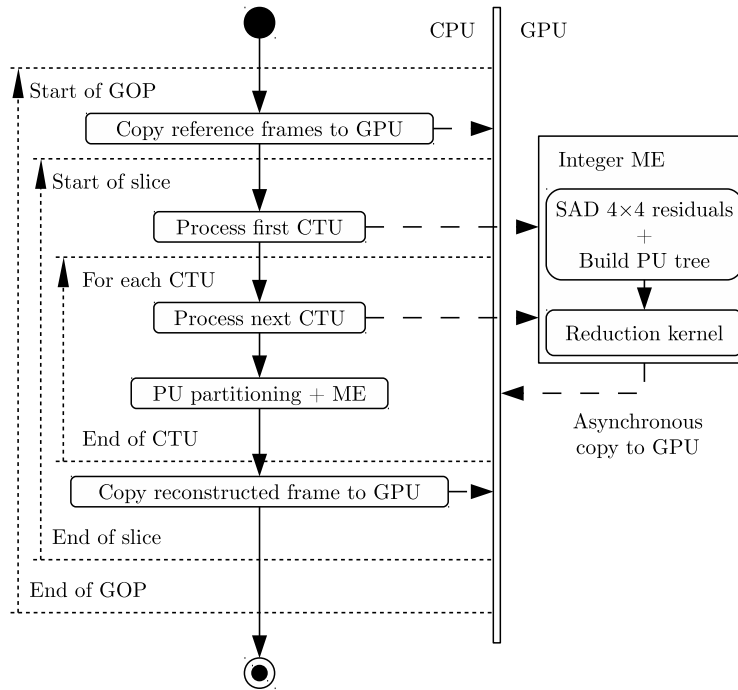 CPU
GPU
Start of GOP
Copy reference frames to GPU
Start of slice
Process first CTU
For each CTU
Process next CTU
PU partitioning + ME
End of CTU
Copy reconstructed frame to GPU
End of slice
End of GOP
Integer ME
SAD 4×4 residuals
+
Build PU tree
Reduction kernel
Asynchronous
copy to GPU